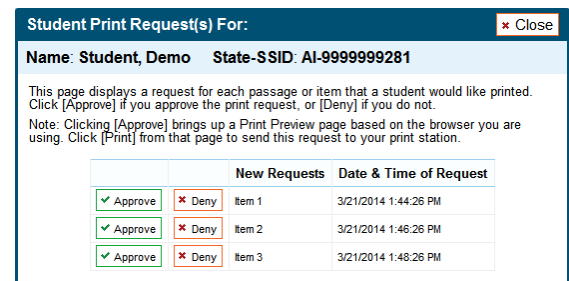 Student Print Request(s) For:
× Close
Name: Student, Demo State-SSID: AI-9999999281
This page displays a request for each passage or item that a student would like printed.
Click [Approve] if you approve the print request, or [Deny] if you do not.
Note: Clicking [Approve] brings up a Print Preview page based on the browser you are
using. Click [Print] from that page to send this request to your print station.
New Requests Date & Time of Request
✔ Approve × Deny Item 1 3/21/2014 1:44:26 PM
✔ Approve × Deny Item 2 3/21/2014 1:46:26 PM
✔ Approve × Deny Item 3 3/21/2014 1:48:26 PM